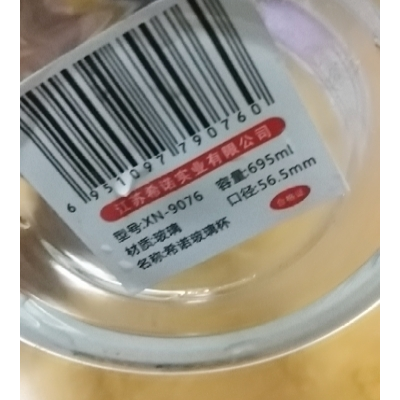 6 951097 790760
江苏希诺实业有限公司
型号:XN-9076 容量:695ml
材质:玻璃 口径:56.5mm
名称:希诺玻璃杯